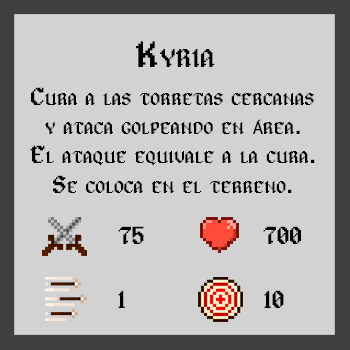 Kyria
Cura a las torretas cercanas
y ataca golpeando en área.
El ataque equivale a la cura.
Se coloca en el terreno.
75 700
1 10